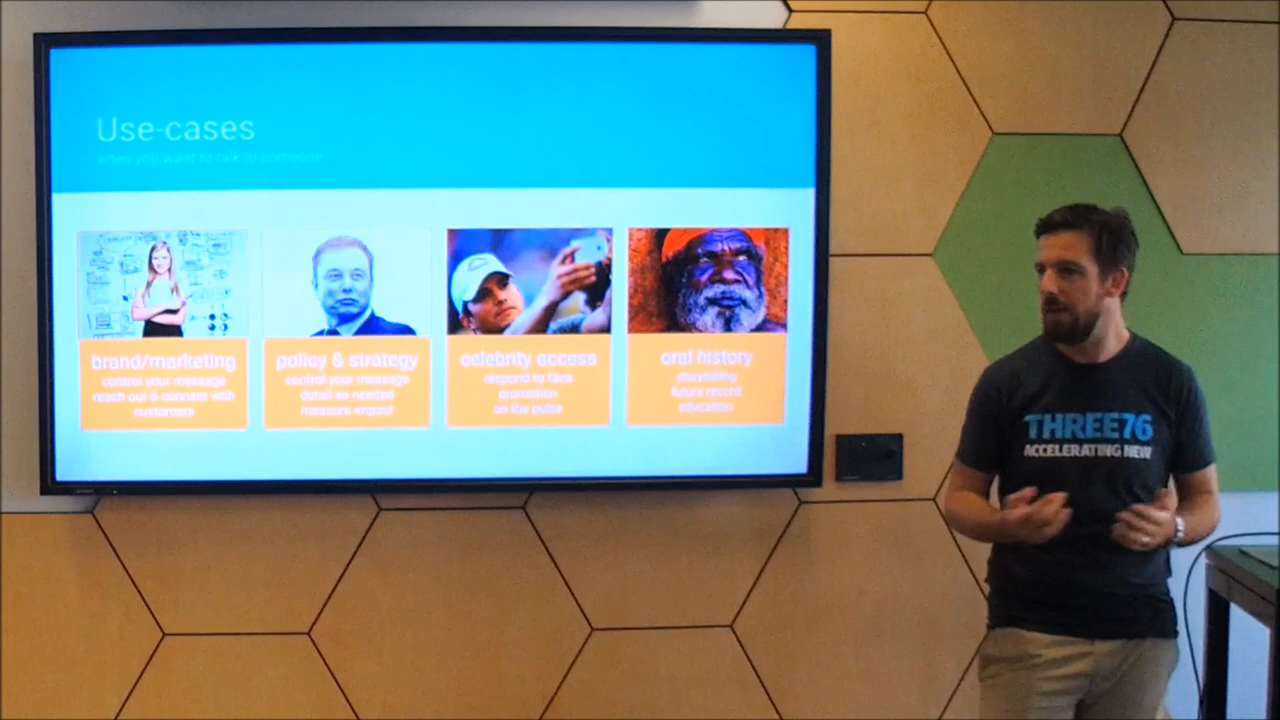 Use-cases
when you want to talk to someone
brand/marketing
control your message
reach out & connect with
customers
policy & strategy
control your message
detail as needed
measure impact
celebrity access
respond to fans
promotion
on the pulse
oral history
storytelling
future record
education
THREE76
ACCELERATING NEW